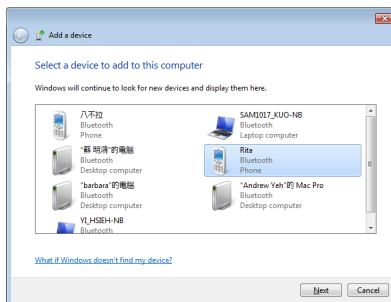 Add a device
Select a device to add to this computer
Windows will continue to look for new devices and display them here.
八不拉
Bluetooth
Phone
SAM1017_KUO-NB
Bluetooth
Laptop computer
"蘇 明鴻"的電腦
Bluetooth
Desktop computer
Rita
Bluetooth
Phone
"barbara"的電腦
Bluetooth
Desktop computer
"Andrew Yeh"的 Mac Pro
Bluetooth
Desktop computer
YI_HSIEH-NB
Bluetooth
What if Windows doesn't find my device?
Next
Cancel